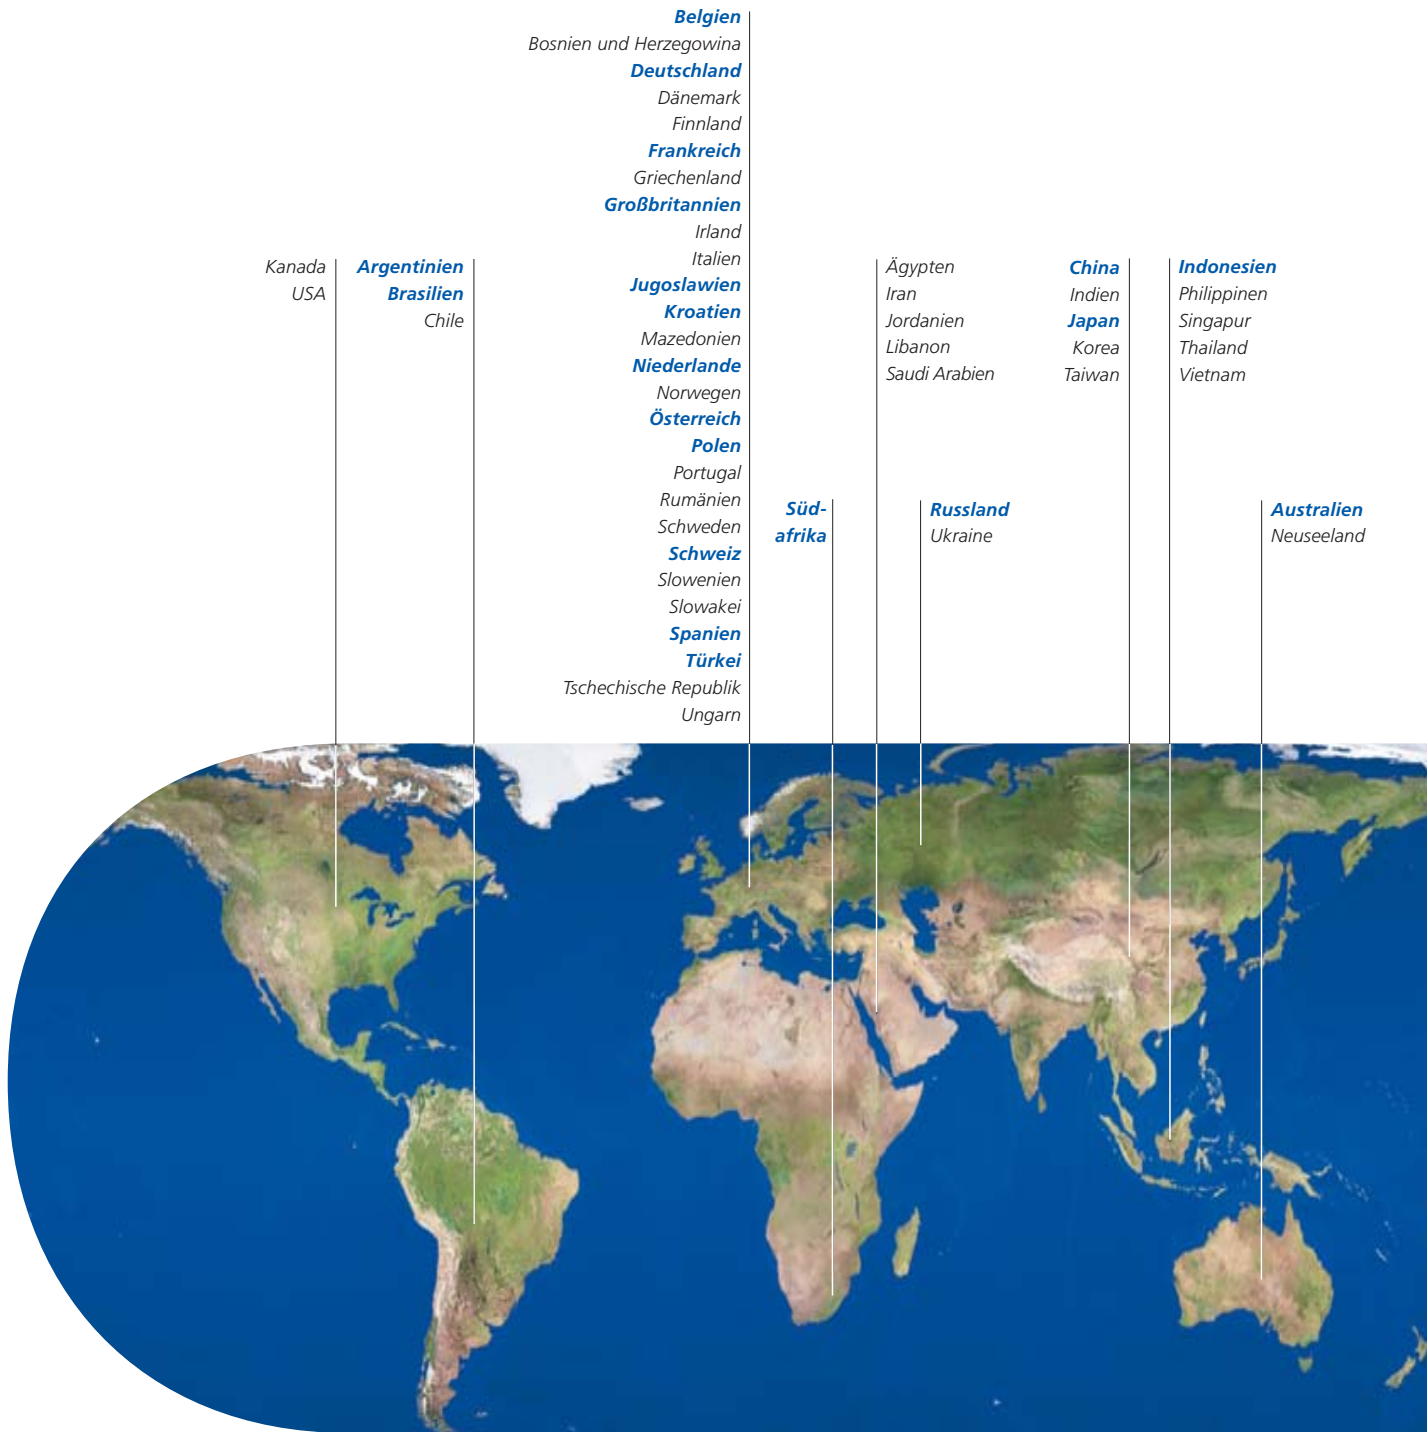 Belgien
Bosnien und Herzegowina
Deutschland
Dänemark
Finnland
Frankreich
Griechenland
Großbritannien
Irland
Italien
Jugoslawien
Kroatien
Mazedonien
Niederlande
Norwegen
Österreich
Polen
Portugal
Rumänien
Schweden
Schweiz
Slowenien
Slowakei
Spanien
Türkei
Tschechische Republik
Ungarn
Kanada
USA
Argentinien
Brasilien
Chile
Süd-
afrika
Ägypten
Iran
Jordanien
Libanon
Saudi Arabien
Russland
Ukraine
China
Indien
Japan
Korea
Taiwan
Indonesien
Philippinen
Singapur
Thailand
Vietnam
Australien
Neuseeland